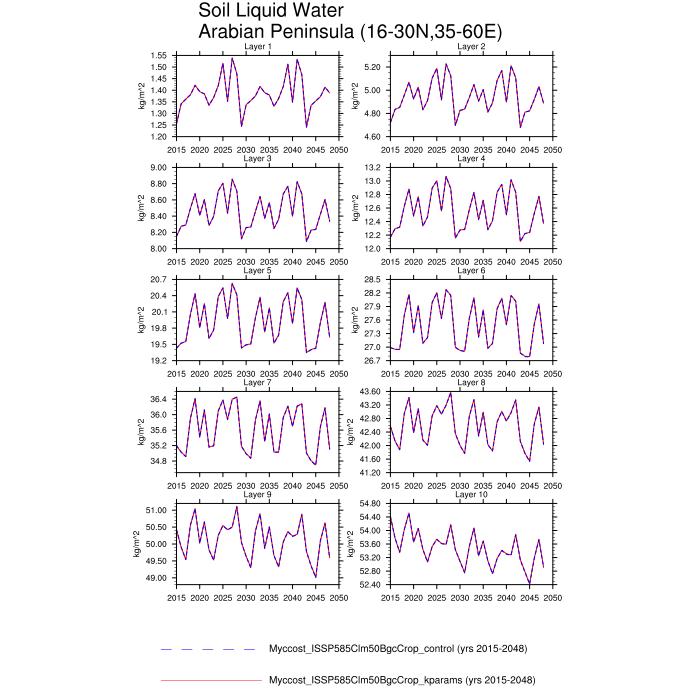 Soil Liquid Water
Arabian Peninsula (16-30N,35-60E)
Layer 1 Layer 2
1.55
1.50
1.45
1.40
1.35
1.30
1.25
1.20
kg/m^2
2015 2020 2025 2030 2035 2040 2045 2050
5.20
5.00
4.80
4.60
kg/m^2
2015 2020 2025 2030 2035 2040 2045 2050
Layer 3 Layer 4
9.00
8.80
8.60
8.40
8.20
8.00
kg/m^2
2015 2020 2025 2030 2035 2040 2045 2050
13.2
13.0
12.8
12.6
12.4
12.2
12.0
kg/m^2
2015 2020 2025 2030 2035 2040 2045 2050
Layer 5 Layer 6
20.7
20.4
20.1
19.8
19.5
19.2
kg/m^2
2015 2020 2025 2030 2035 2040 2045 2050
28.5
28.2
27.9
27.6
27.3
27.0
26.7
kg/m^2
2015 2020 2025 2030 2035 2040 2045 2050
Layer 7 Layer 8
36.4
36.0
35.6
35.2
34.8
kg/m^2
2015 2020 2025 2030 2035 2040 2045 2050
43.60
43.20
42.80
42.40
42.00
41.60
41.20
kg/m^2
2015 2020 2025 2030 2035 2040 2045 2050
Layer 9 Layer 10
51.00
50.50
50.00
49.50
49.00
kg/m^2
2015 2020 2025 2030 2035 2040 2045 2050
54.80
54.40
54.00
53.60
53.20
52.80
52.40
kg/m^2
2015 2020 2025 2030 2035 2040 2045 2050
Myccost_ISSP585Clm50BgcCrop_control (yrs 2015-2048)
Myccost_ISSP585Clm50BgcCrop_kparams (yrs 2015-2048)